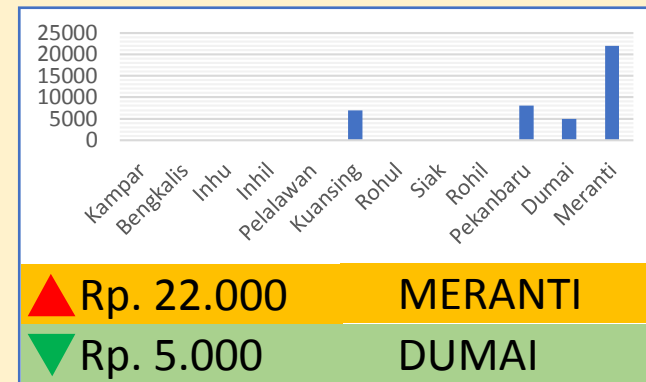 25000
20000
15000
10000
5000
0
Kampar
Bengkalis
Inhu
Inhil
Pelalawan
Kuansing
Rohul
Siak
Rohil
Pekanbaru
Dumai
Meranti
Rp. 22.000 MERANTI
Rp. 5.000 DUMAI